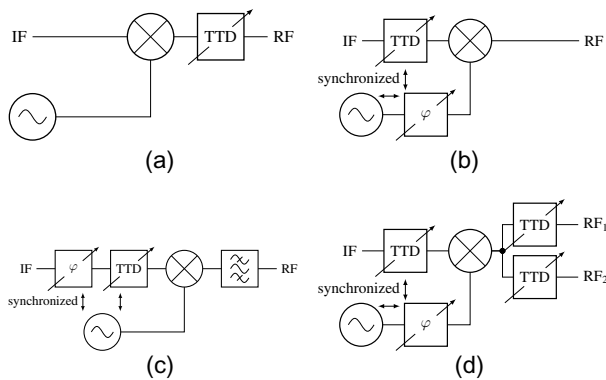 IF TTD RF
(a)
IF TTD RF
synchronized
φ
(b)
IF φ TTD RF
synchronized
(c)
TTD RF1
IF TTD
TTD RF2
synchronized
φ
(d)